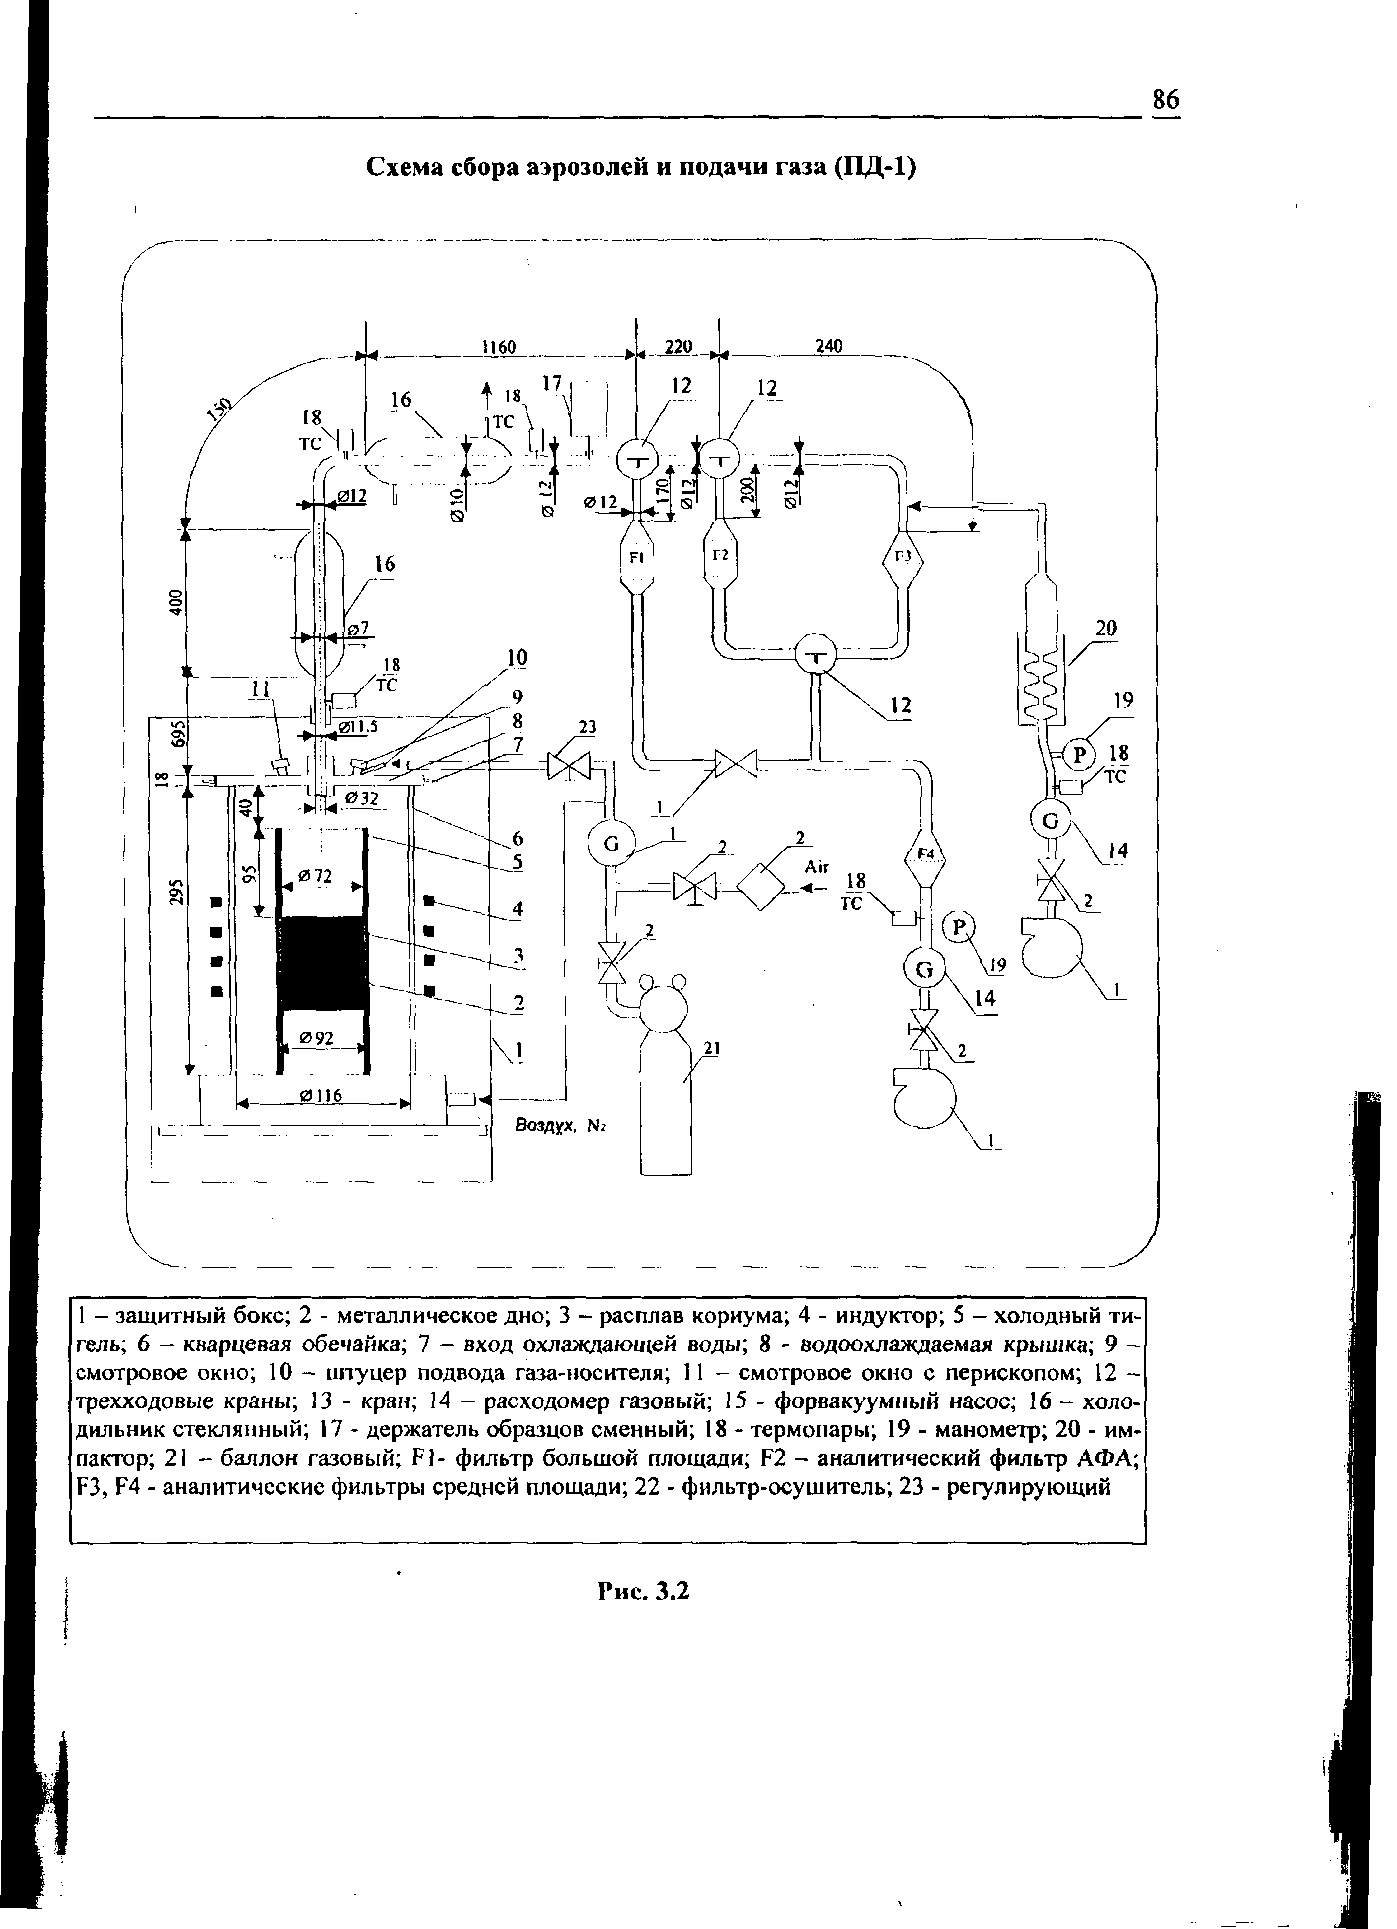 86
Схема сбора аэрозолей и подачи газа (ПД-1)
1160
220
240
150
18
ТС
16
ТС
18
17
12
12
Ø12
Ø10
Ø 12
Ø12
170
Ø12
200
Ø12
F1
F2
F3
16
400
Ø7
18
ТС
10
11
9
8
7
23
12
20
19
P
18
ТС
G
14
2
1
695
18
Ø11.5
Ø32
40
95
295
Ø 72
6
5
4
3
2
1
Ø92
Ø116
Воздух, N₂
G
1
1
2
2
Air
2
21
18
ТС
F4
P
19
G
14
2
1
1 – защитный бокс; 2 - металлическое дно; 3 – расплав кориума; 4 - индуктор; 5 – холодный ти-
гель; 6 – кварцевая обечайка; 7 – вход охлаждающей воды; 8 - водоохлаждаемая крышка; 9 –
смотровое окно; 10 – штуцер подвода газа-носителя; 11 – смотровое окно с перископом; 12 –
трехходовые краны; 13 - кран; 14 – расходомер газовый; 15 - форвакуумный насос; 16 – холо-
дильник стеклянный; 17 - держатель образцов сменный; 18 - термопары; 19 - манометр; 20 - им-
пактор; 21 – баллон газовый; F1- фильтр большой площади; F2 – аналитический фильтр АФА;
F3, F4 - аналитические фильтры средней площади; 22 - фильтр-осушитель; 23 - регулирующий
Рис. 3.2